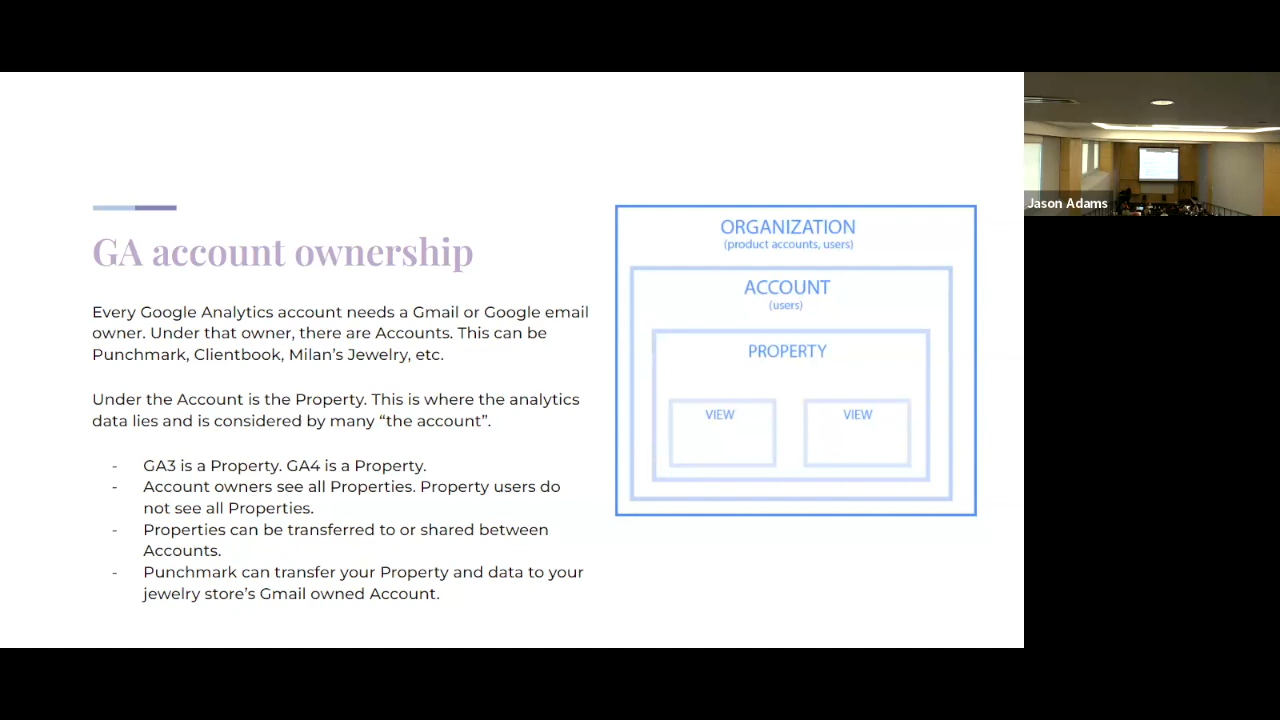 GA account ownership
Every Google Analytics account needs a Gmail or Google email
owner. Under that owner, there are Accounts. This can be
Punchmark, Clientbook, Milan’s Jewelry, etc.
Under the Account is the Property. This is where the analytics
data lies and is considered by many “the account”.
- GA3 is a Property. GA4 is a Property.
- Account owners see all Properties. Property users do
not see all Properties.
- Properties can be transferred to or shared between
Accounts.
- Punchmark can transfer your Property and data to your
jewelry store’s Gmail owned Account.
ORGANIZATION
(product accounts, users)
ACCOUNT
(users)
PROPERTY
VIEW
VIEW
Jason Adams